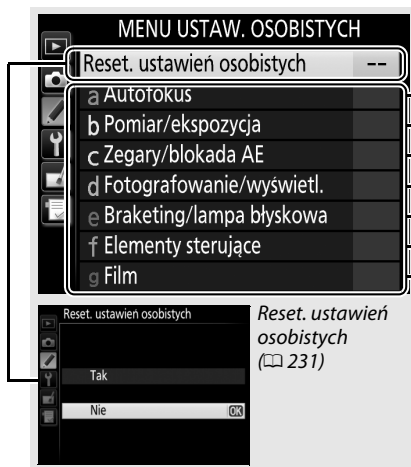 MENU USTAW. OSOBISTYCH
Reset. ustawień osobistych --
a Autofokus
b Pomiar/ekspozycja
c Zegary/blokada AE
d Fotografowanie/wyświetl.
e Braketing/lampa błyskowa
f Elementy sterujące
g Film
Reset. ustawień osobistych
Tak
Nie OK
Reset. ustawień
osobistych
(📖 231)